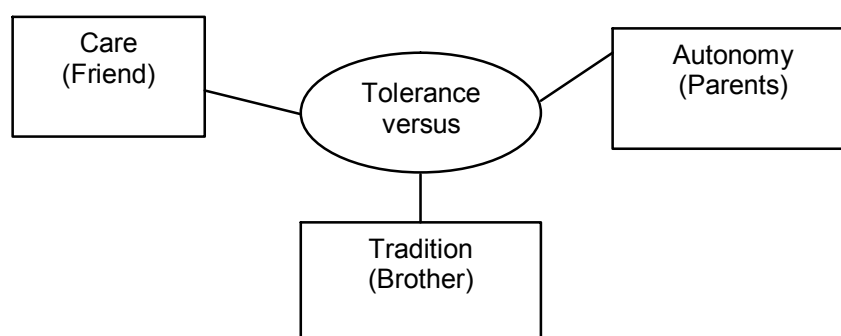 Care
(Friend)
Tolerance
versus
Autonomy
(Parents)
Tradition
(Brother)